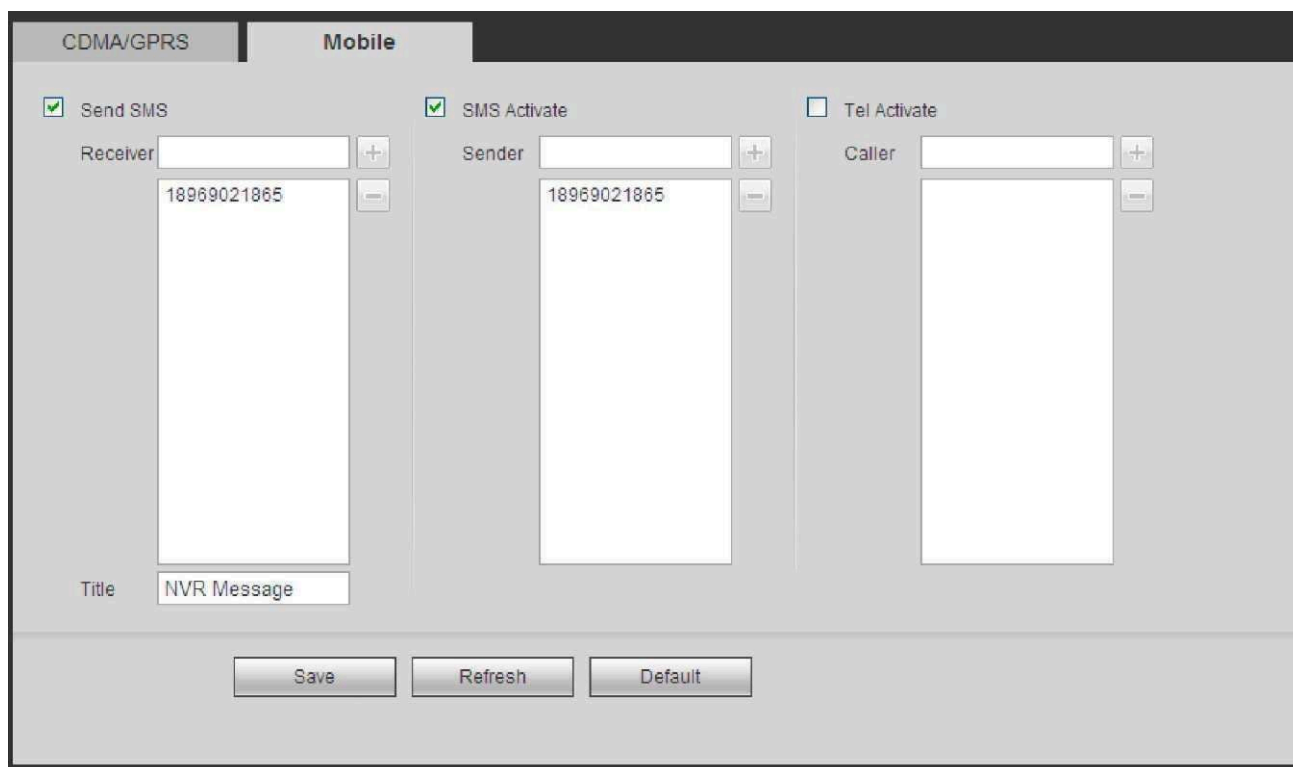 CDMA/GPRS
Mobile
Send SMS
SMS Activate
Tel Activate
Receiver
Sender
Caller
18969021865
18969021865
Title
NVR Message
Save
Refresh
Default